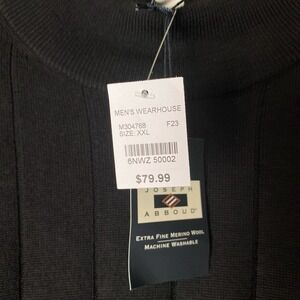 MEN'S WEARHOUSE
M304768 F23
SIZE: XXL
6NWZ 50002
$79.99
JOSEPH
ABBOUD
EXTRA FINE MERINO WOOL
MACHINE WASHABLE